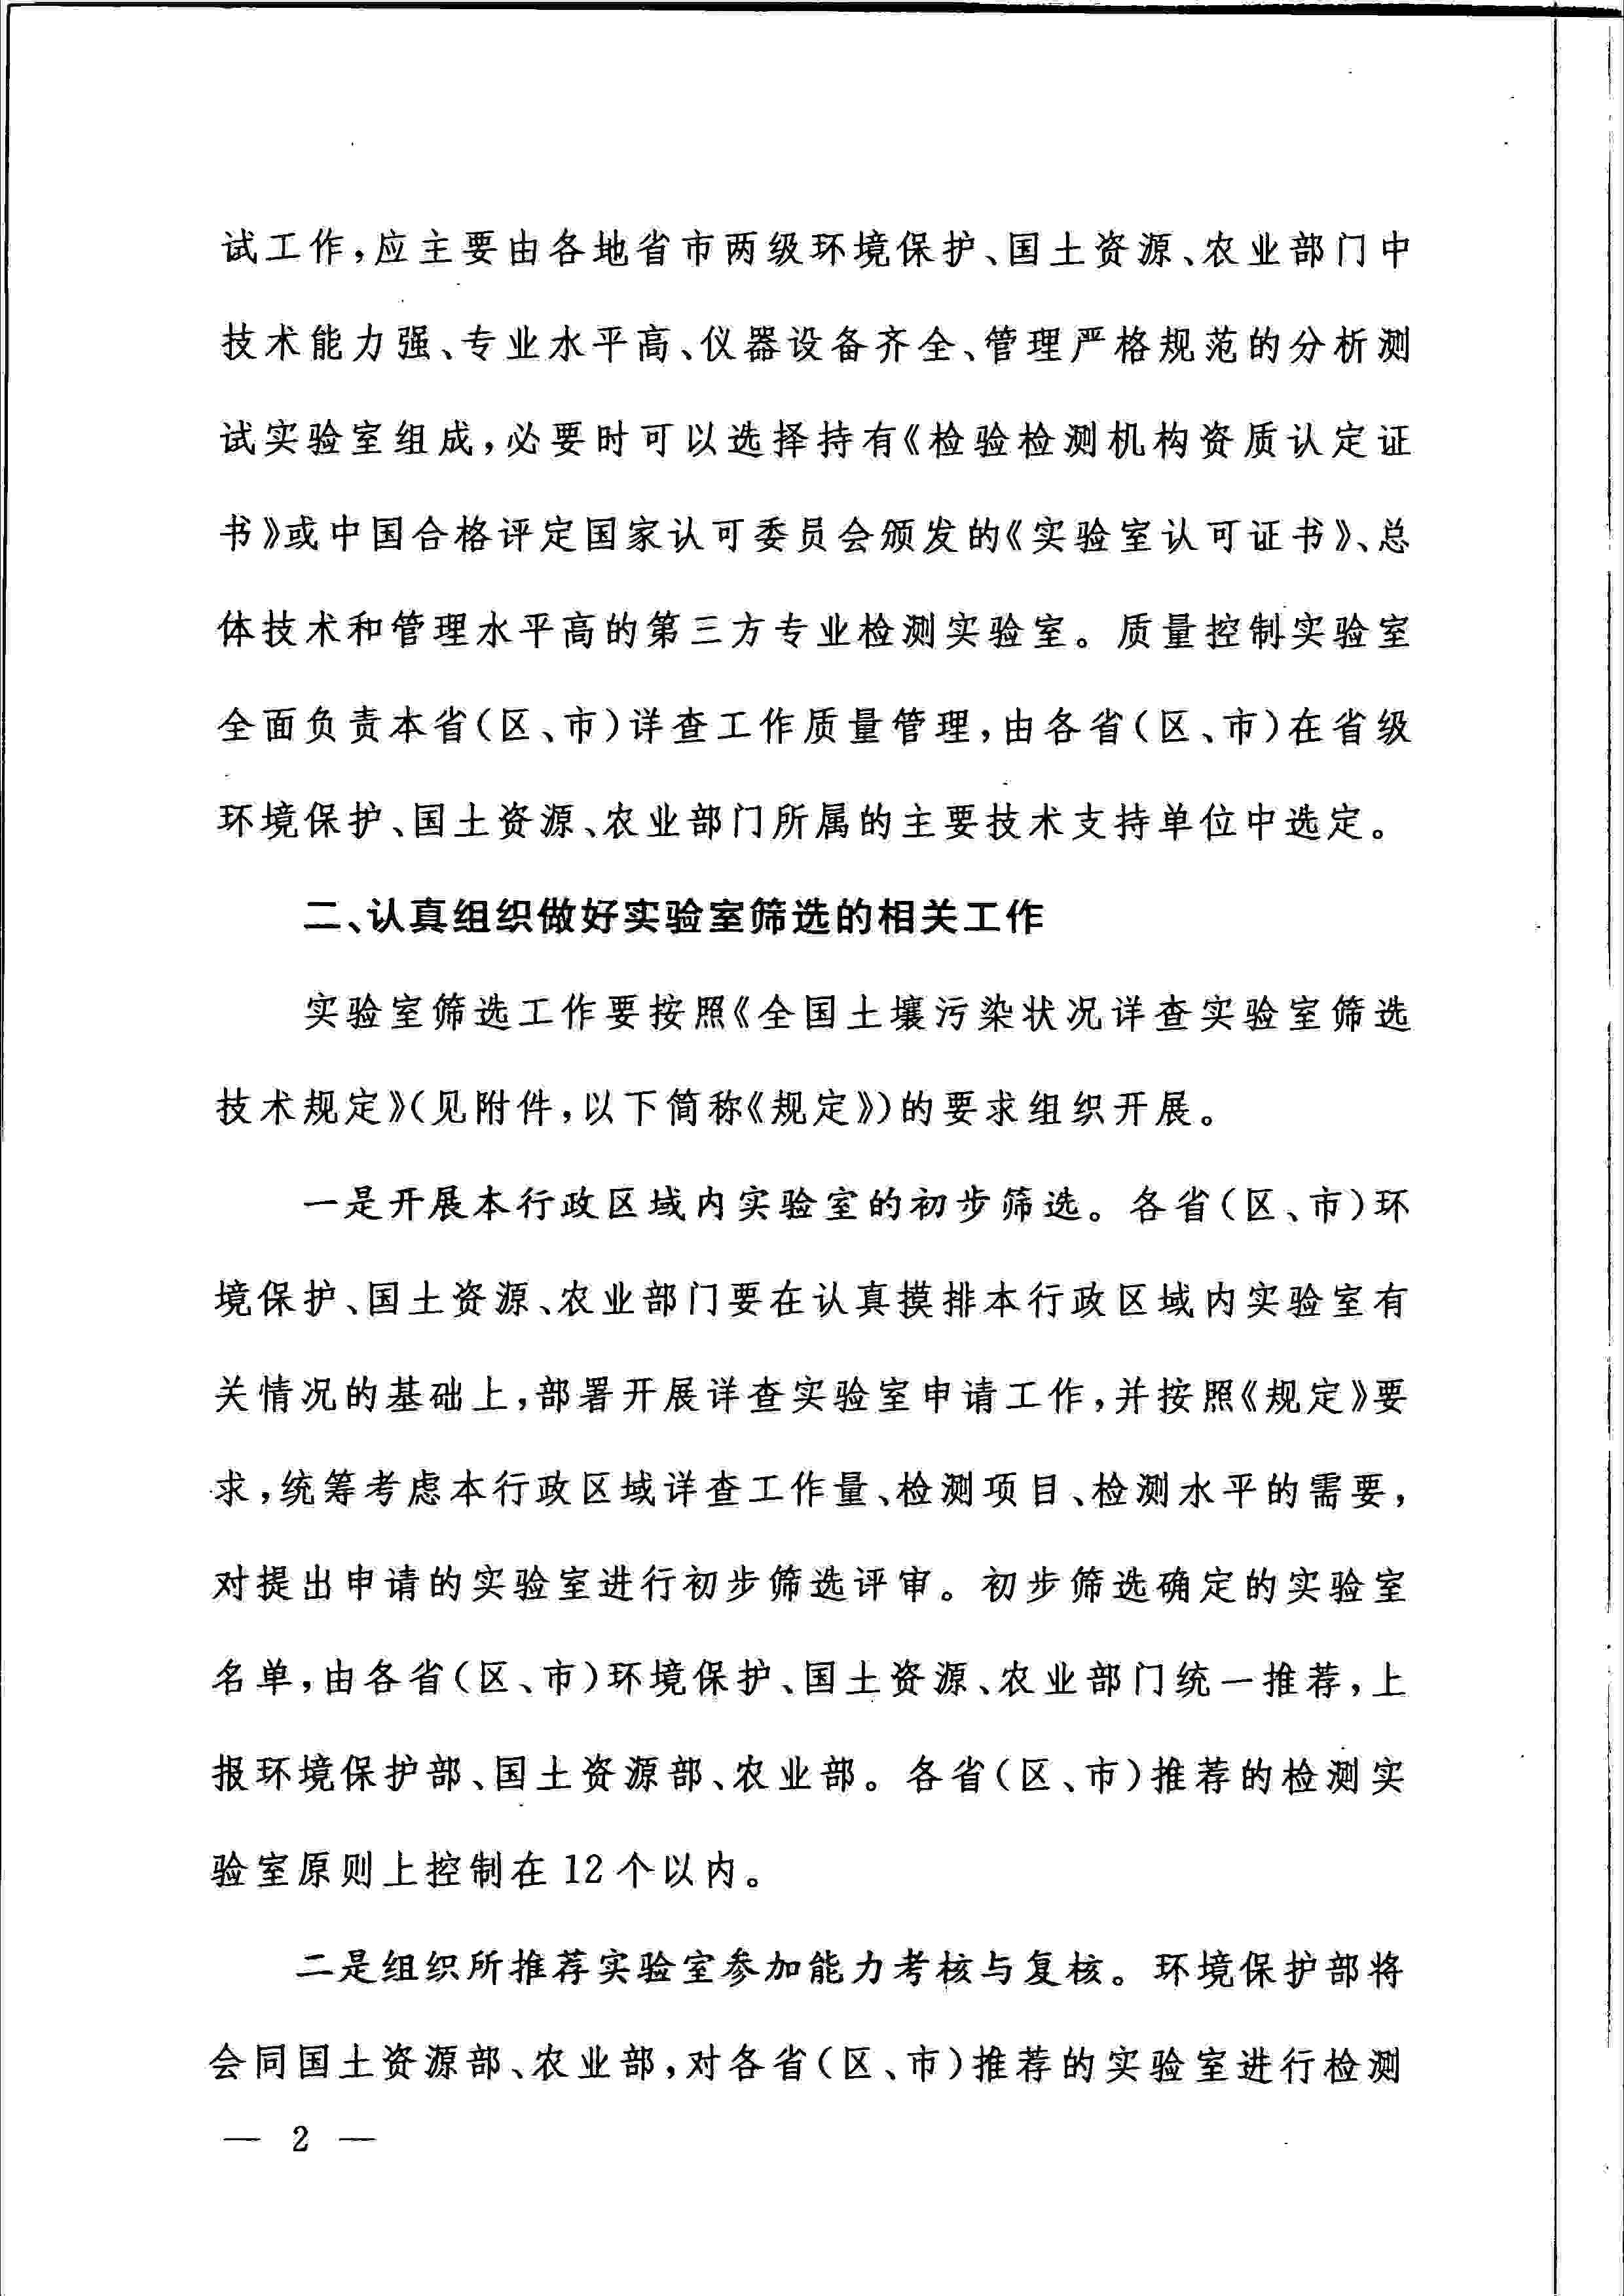 试工作,应主要由各地省市两级环境保护、国土资源、农业部门中
技术能力强、专业水平高、仪器设备齐全、管理严格规范的分析测
试实验室组成,必要时可以选择持有《检验检测机构资质认定证
书》或中国合格评定国家认可委员会颁发的《实验室认可证书》、总
体技术和管理水平高的第三方专业检测实验室。质量控制实验室
全面负责本省(区、市)详查工作质量管理,由各省(区、市)在省级
环境保护、国土资源、农业部门所属的主要技术支持单位中选定。
二、认真组织做好实验室筛选的相关工作
实验室筛选工作要按照《全国土壤污染状况详查实验室筛选
技术规定》(见附件,以下简称《规定》)的要求组织开展。
一是开展本行政区域内实验室的初步筛选。各省(区、市)环
境保护、国土资源、农业部门要在认真摸排本行政区域内实验室有
关情况的基础上,部署开展详查实验室申请工作,并按照《规定》要
求,统筹考虑本行政区域详查工作量、检测项目、检测水平的需要,
对提出申请的实验室进行初步筛选评审。初步筛选确定的实验室
名单,由各省(区、市)环境保护、国土资源、农业部门统一推荐,上
报环境保护部、国土资源部、农业部。各省(区、市)推荐的检测实
验室原则上控制在 12 个以内。
二是组织所推荐实验室参加能力考核与复核。环境保护部将
会同国土资源部、农业部,对各省(区、市)推荐的实验室进行检测
— 2 —